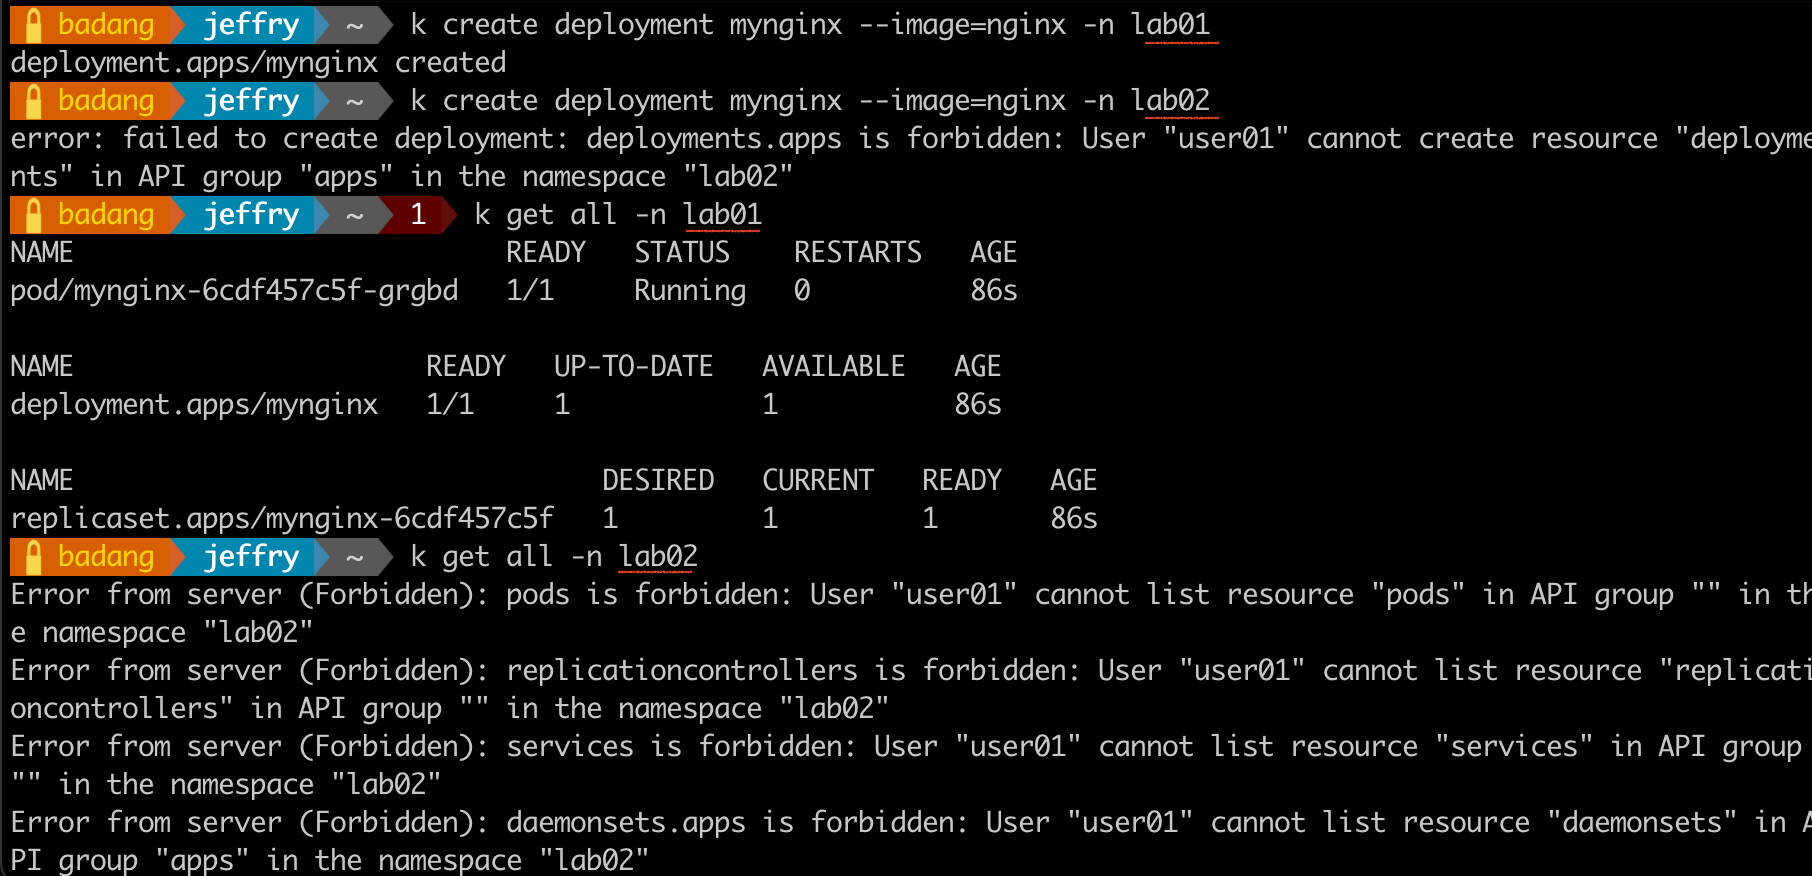 badang jeffry ~ k create deployment mynginx --image=nginx -n lab01
deployment.apps/mynginx created
badang jeffry ~ k create deployment mynginx --image=nginx -n lab02
error: failed to create deployment: deployments.apps is forbidden: User "user01" cannot create resource "deployme
nts" in API group "apps" in the namespace "lab02"
badang jeffry ~ 1 k get all -n lab01
NAME READY STATUS RESTARTS AGE
pod/mynginx-6cdf457c5f-grgbd 1/1 Running 0 86s
NAME READY UP-TO-DATE AVAILABLE AGE
deployment.apps/mynginx 1/1 1 1 86s
NAME DESIRED CURRENT READY AGE
replicaset.apps/mynginx-6cdf457c5f 1 1 1 86s
badang jeffry ~ k get all -n lab02
Error from server (Forbidden): pods is forbidden: User "user01" cannot list resource "pods" in API group "" in th
e namespace "lab02"
Error from server (Forbidden): replicationcontrollers is forbidden: User "user01" cannot list resource "replicati
oncontrollers" in API group "" in the namespace "lab02"
Error from server (Forbidden): services is forbidden: User "user01" cannot list resource "services" in API group
"" in the namespace "lab02"
Error from server (Forbidden): daemonsets.apps is forbidden: User "user01" cannot list resource "daemonsets" in A
PI group "apps" in the namespace "lab02"